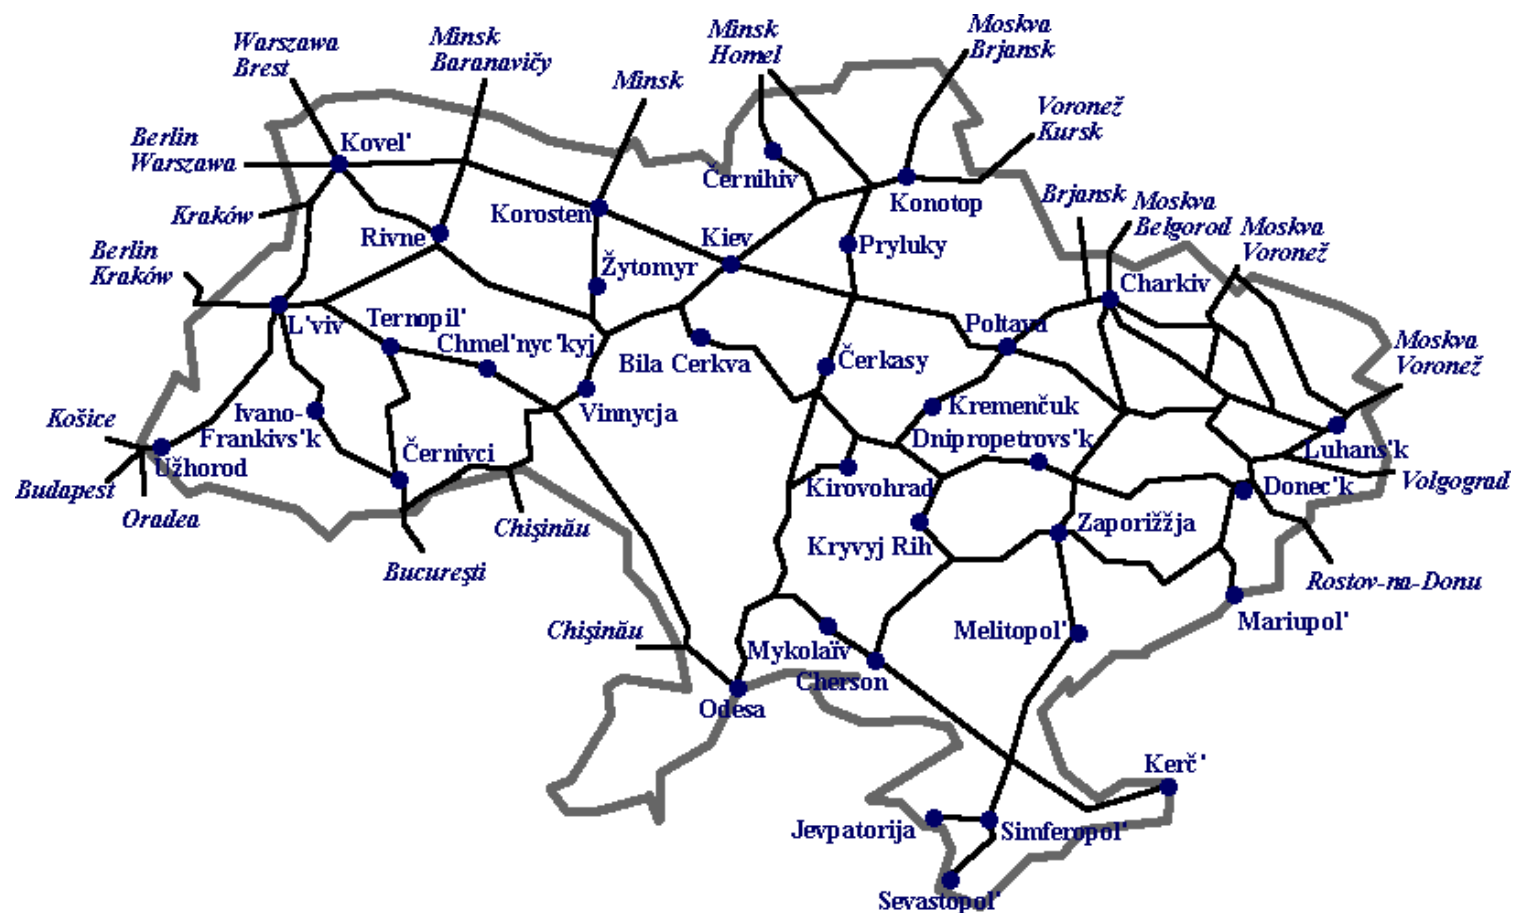 Moskva
Brjansk
Minsk
Homel
Minsk
Baranavičy
Warszawa
Brest
Minsk
Voronež
Kursk
Berlin
Warszawa
Kovel'
Černihiv
Konotop
Brjansk
Moskva
Belgorod
Moskva
Voronež
Kraków
Korosten
Rivne
Kiev
Pryluky
Berlin
Kraków
Žytomyr
Charkiv
L'viv
Ternopil'
Chmel'nyc'kyj
Poltava
Moskva
Voronež
Bila Cerkva
Čerkasy
Košice
Ivano-
Frankivs'k
Vinnycja
Kremenčuk
Dnipropetrovs'k
Užhorod
Černivci
Luhans'k
Budapest
Kirovohrad
Donec'k
Volgograd
Oradea
Chişinău
Kryvyj Rih
Zaporižžja
Bucureşti
Rostov-na-Donu
Mariupol'
Chişinău
Mykolaïv
Melitopol'
Cherson
Odesa
Kerč'
Jevpatorija
Simferopol'
Sevastopol'